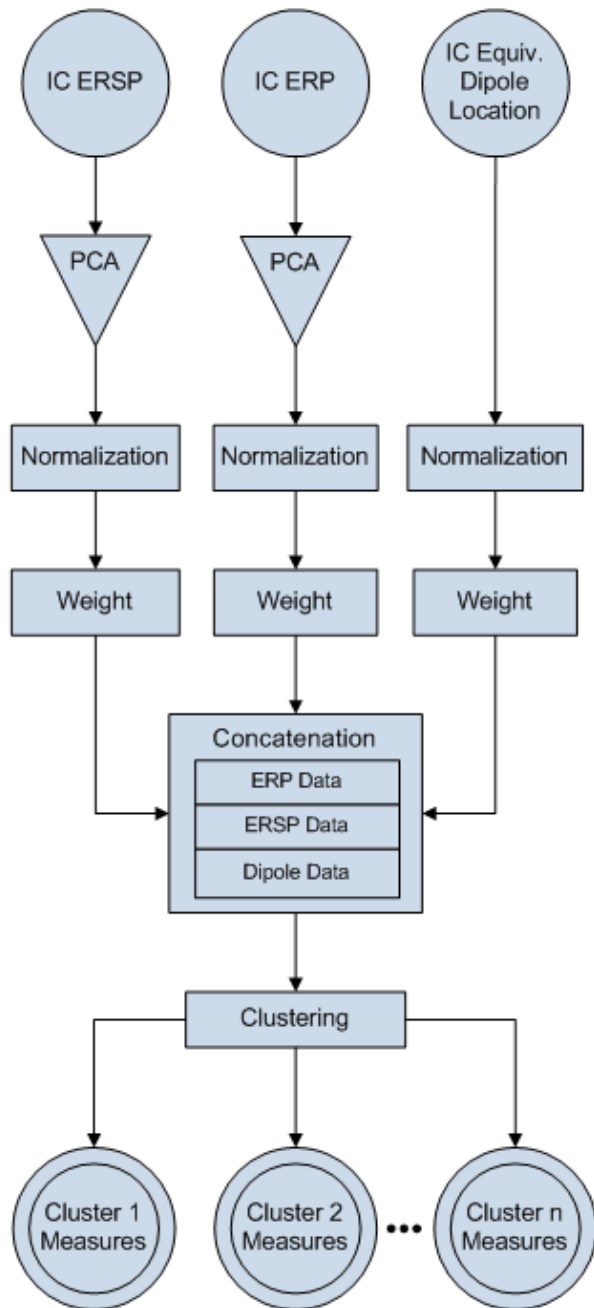 IC ERSP
IC ERP
IC Equiv.
Dipole
Location
PCA
PCA
Normalization
Normalization
Normalization
Weight
Weight
Weight
Concatenation
ERP Data
ERSP Data
Dipole Data
Clustering
Cluster 1
Measures
Cluster 2
Measures
•••
Cluster n
Measures